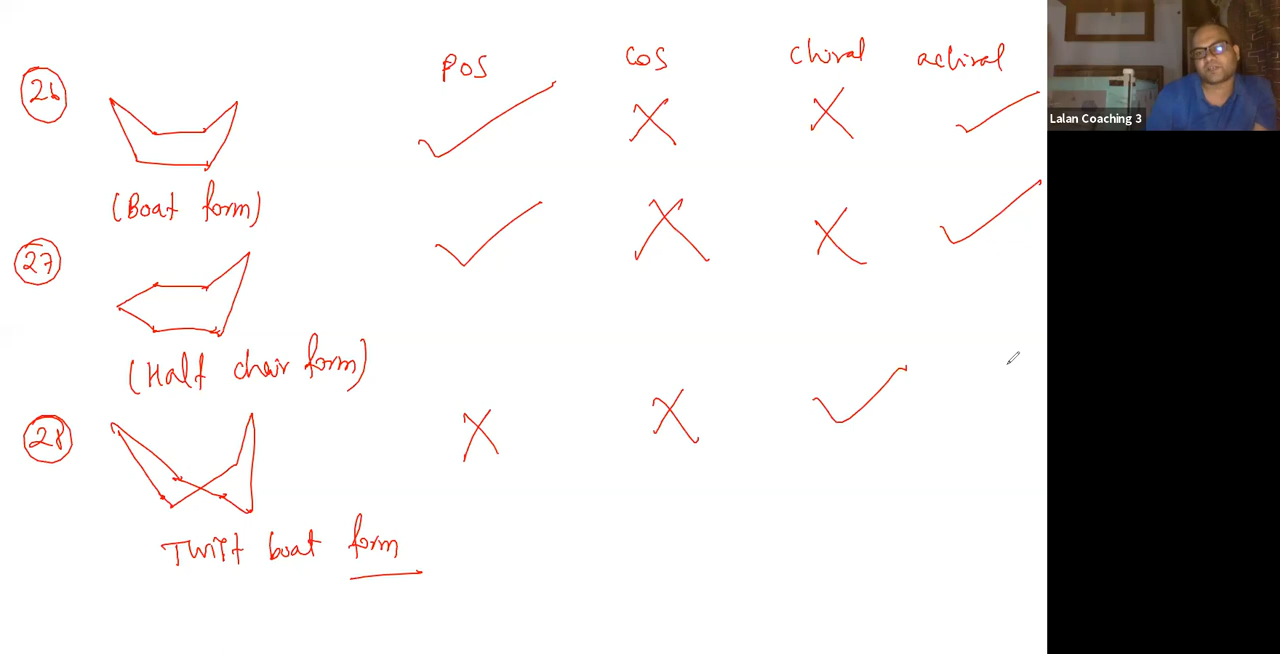 POS COS chiral achiral
26 ✓ X X ✓
(Boat form)
27 ✓ X X ✓
(Half chair form)
28 X X ✓
Twist boat form
Lalan Coaching 3